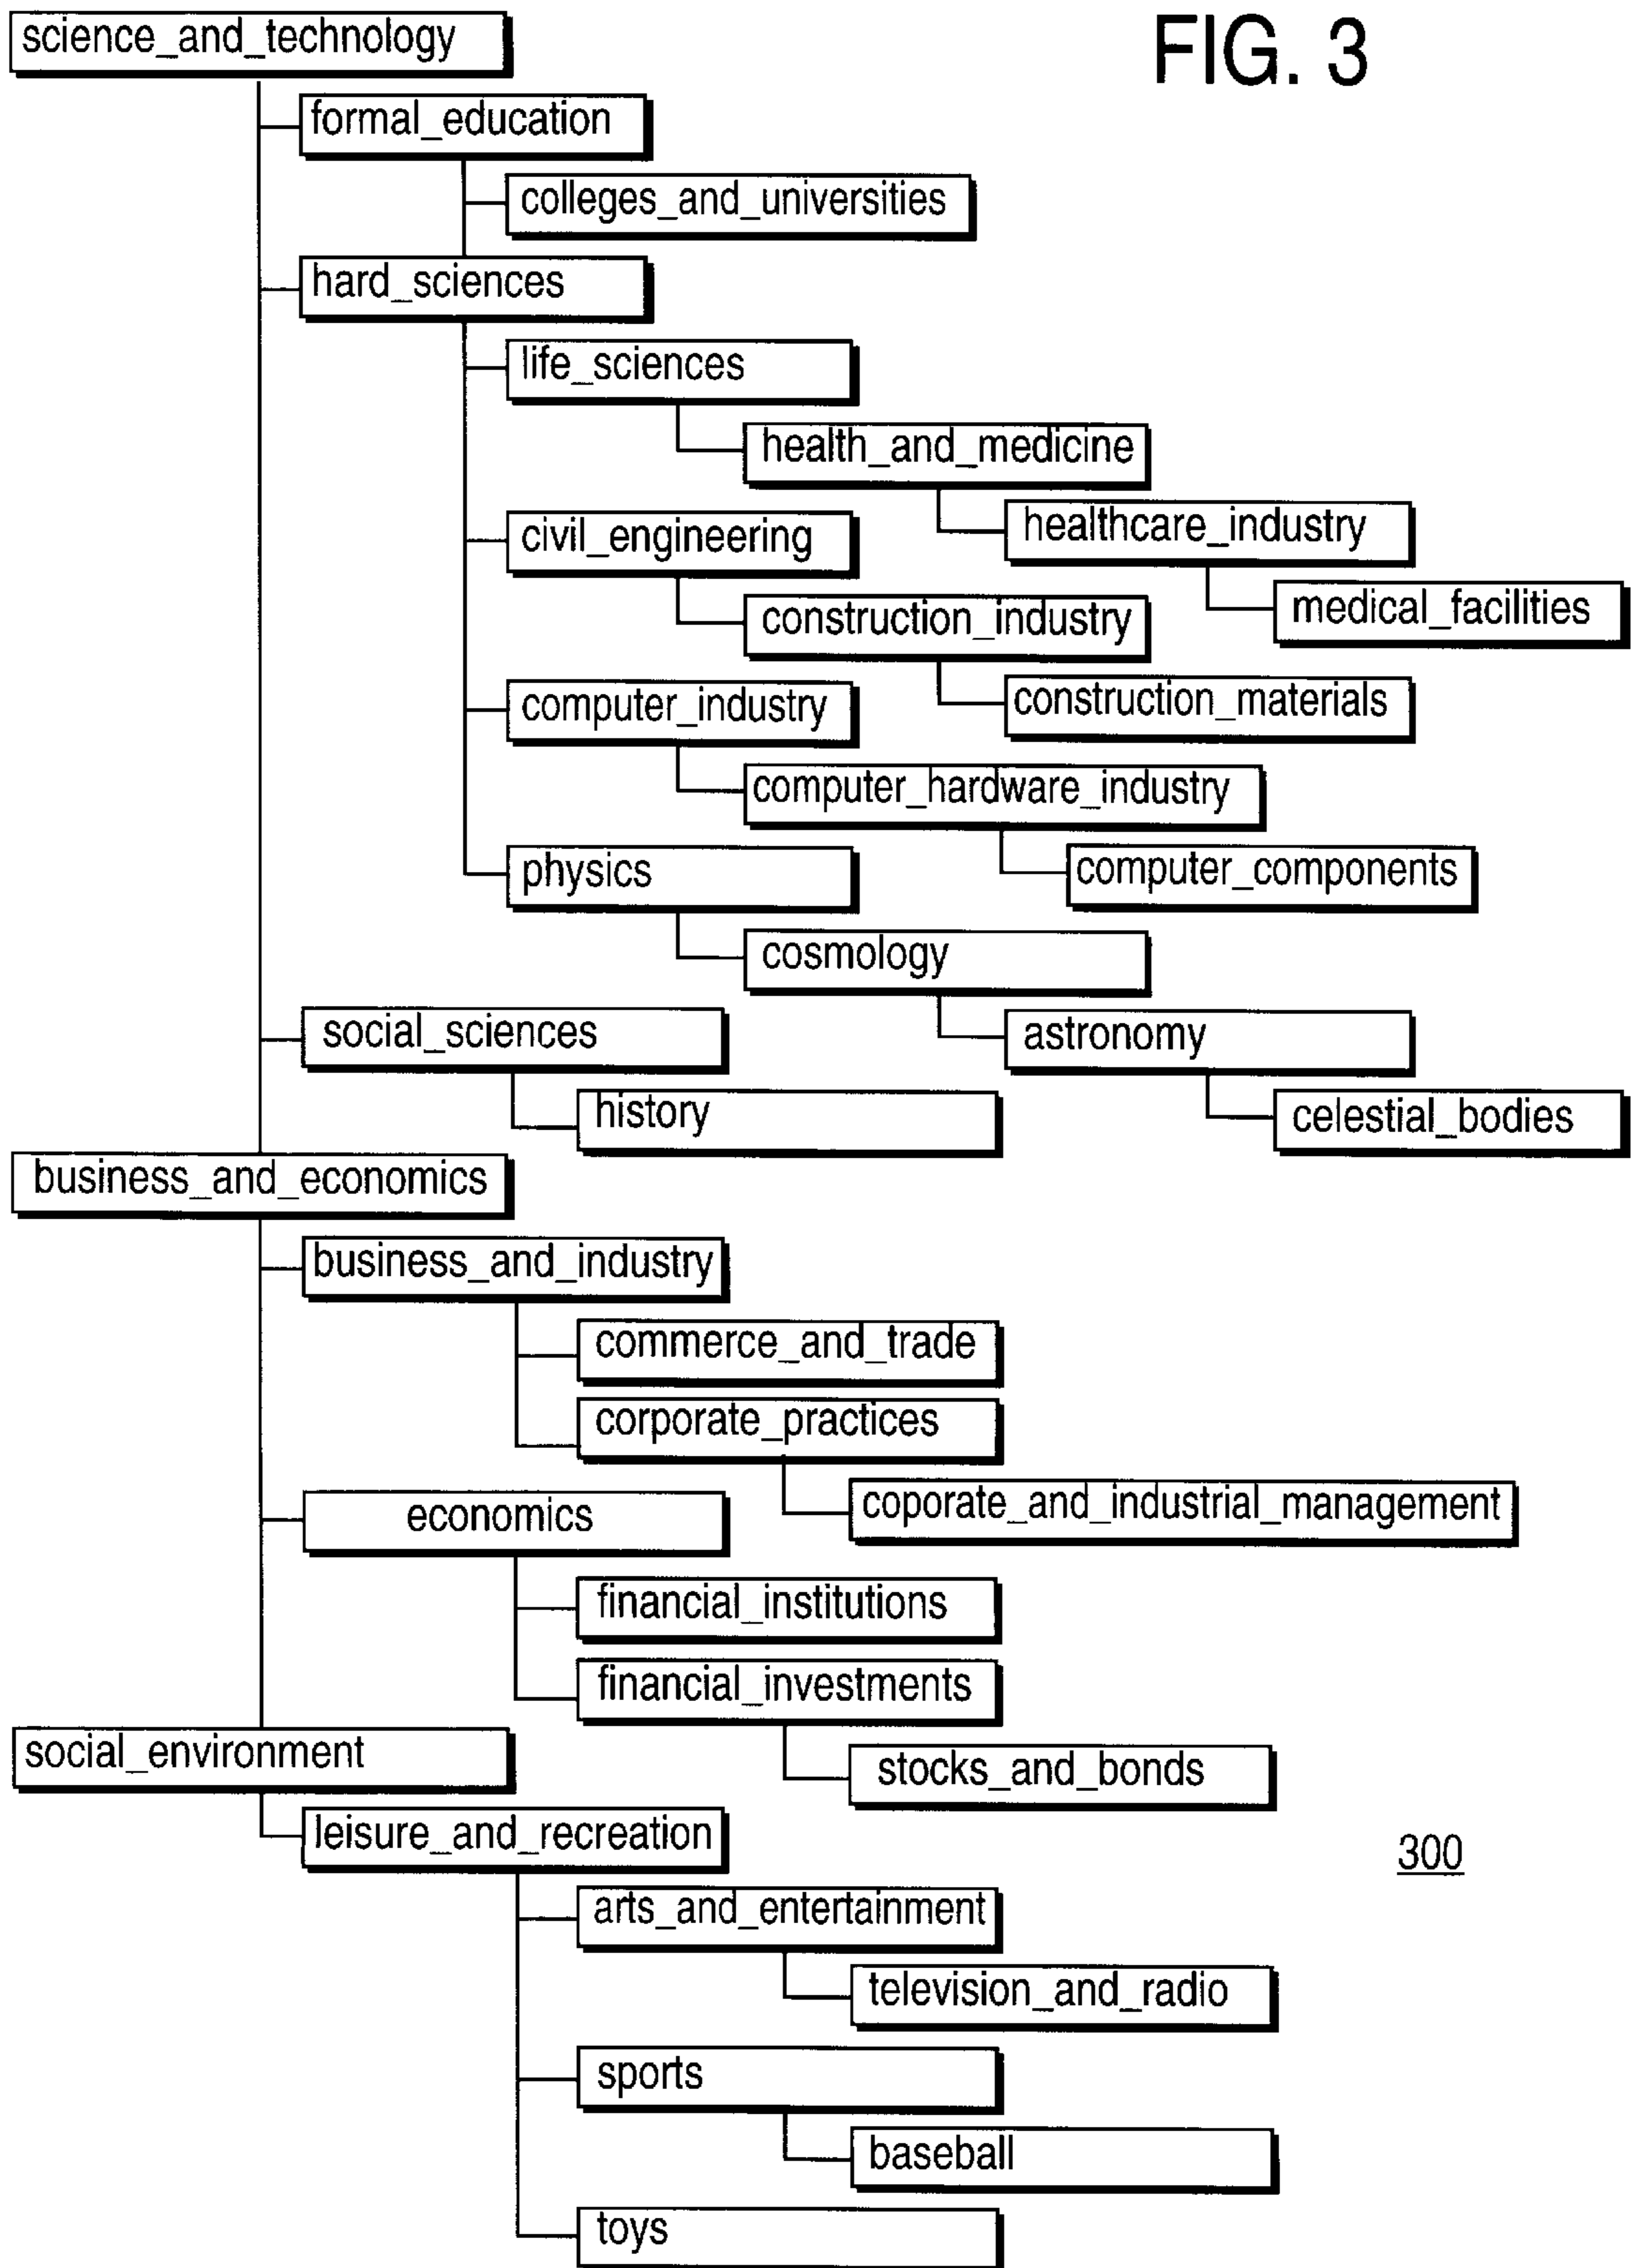 FIG. 3
science_and_technology
formal_education
colleges_and_universities
hard_sciences
life_sciences
health_and_medicine
healthcare_industry
civil_engineering
medical_facilities
construction_industry
construction_materials
computer_industry
computer_hardware_industry
computer_components
physics
cosmology
social_sciences
astronomy
history
celestial_bodies
business_and_economics
business_and_industry
commerce_and_trade
corporate_practices
coporate_and_industrial_management
economics
financial_institutions
financial_investments
social_environment
stocks_and_bonds
leisure_and_recreation
300
arts_and_entertainment
television_and_radio
sports
baseball
toys